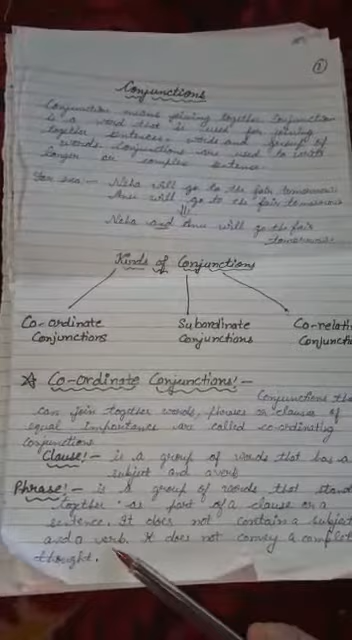 ①
Conjunctions
Conjunction means joining together. Conjunction
is a word that is used for joining
together sentences, words and group of
words. Conjunctions are used to write
longer or complex sentence.
For exa:- Neha will go to the fair tomorrow.
Anu will go to the fair tomorrow
Neha and Anu will go the fair
tomorrow.
Kinds of Conjunctions
Co-ordinate Subordinate Co-relati
Conjunctions Conjunctions Conjunctio
☆ Co-Ordinate Conjunctions:-
Conjunctions tha
can join together words, phrases or clauses of
equal importance are called co-ordinating
conjunctions
Clause:- is a group of words that has a
subject and a verb
Phrase:- is a group of words that stand
together as part of a clause or a
sentence. It does not contain a subject
and a verb. It does not convey a complet
thought.